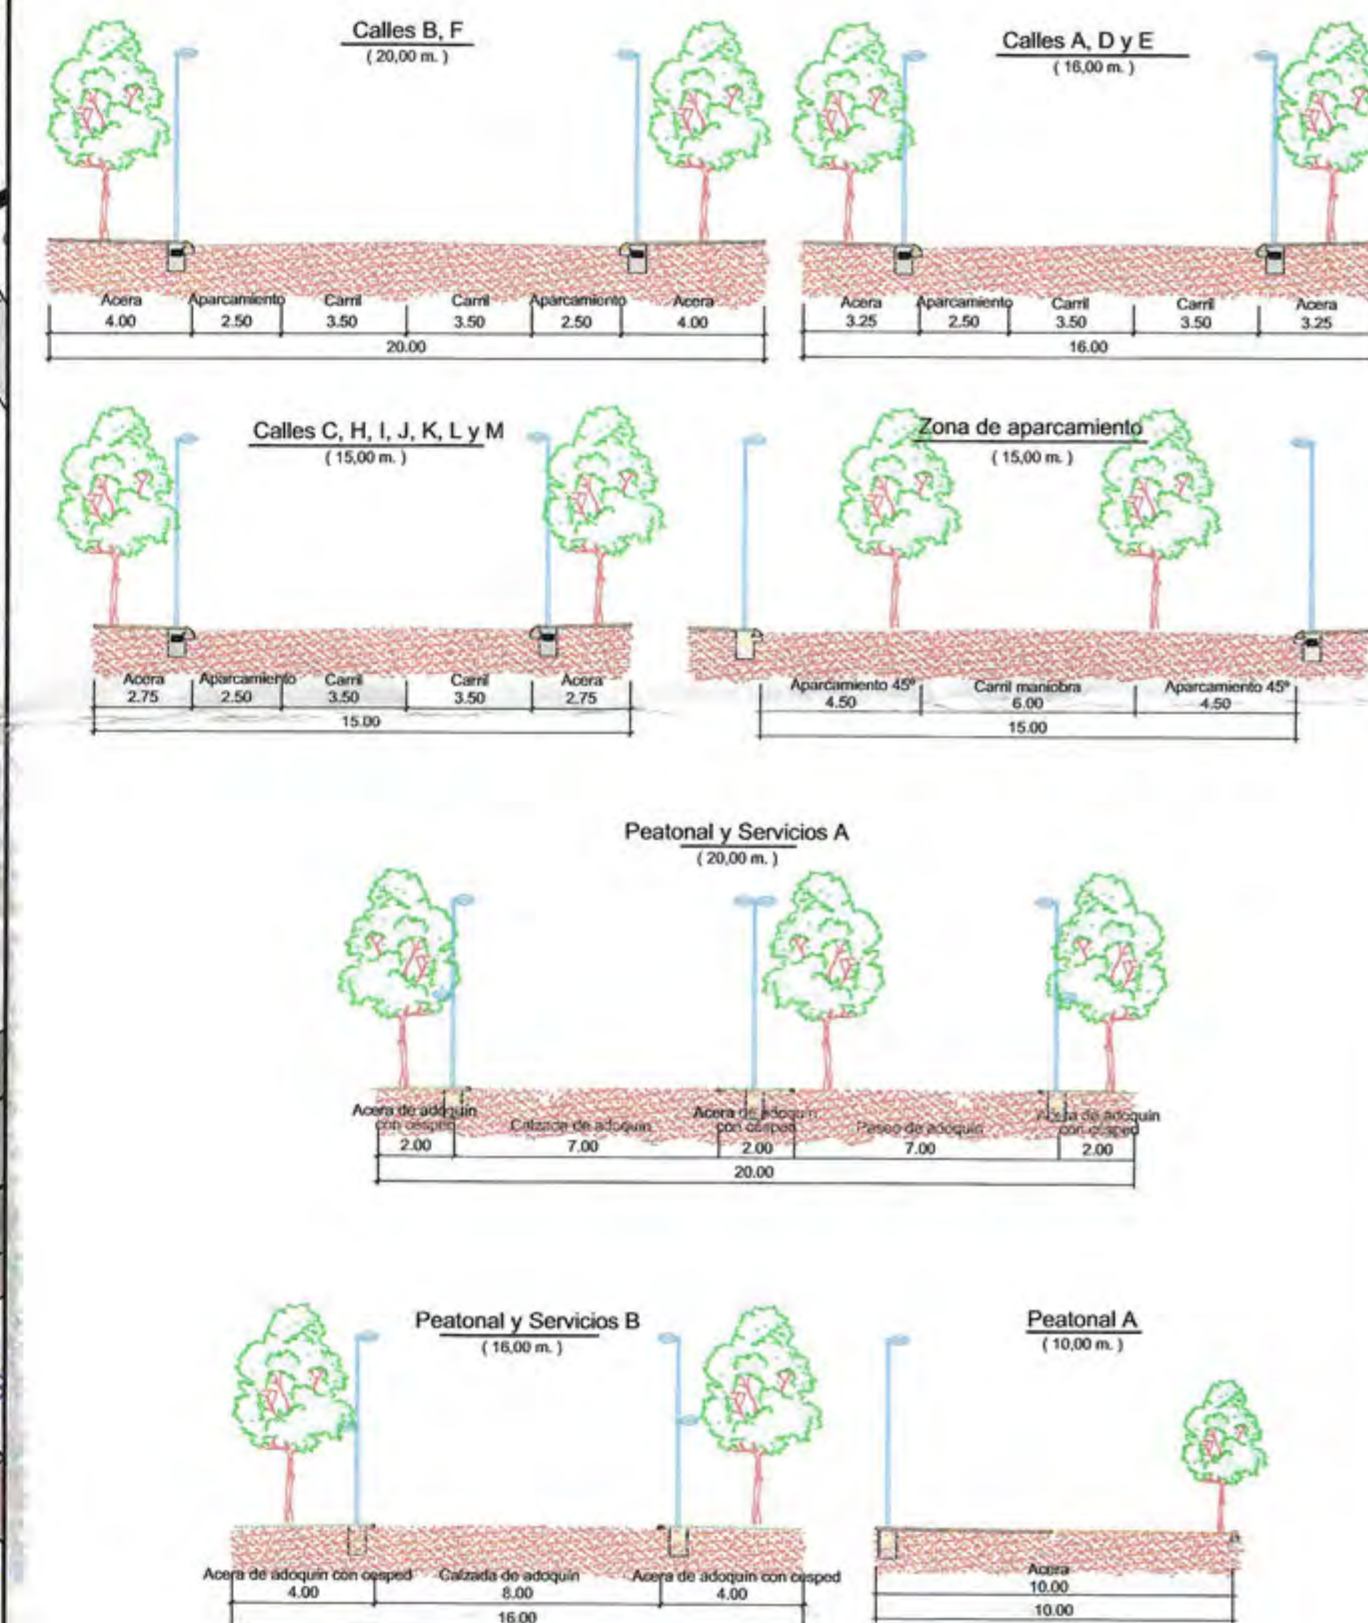 Calles B, F
( 20,00 m. )
Acera Aparcamiento Carril Carril Aparcamiento Acera
4.00 2.50 3.50 3.50 2.50 4.00
20.00
Calles A, D y E
( 16,00 m. )
Acera Aparcamiento Carril Carril Acera
3.25 2.50 3.50 3.50 3.25
16.00
Calles C, H, I, J, K, L y M
( 15,00 m. )
Acera Aparcamiento Carril Carril Acera
2.75 2.50 3.50 3.50 2.75
15.00
Zona de aparcamiento
( 15,00 m. )
Aparcamiento 45º Carril maniobra Aparcamiento 45º
4.50 6.00 4.50
15.00
Peatonal y Servicios A
( 20,00 m. )
Acera de adoquin Acera de adoquin Acera de adoquin
con césped Calzada de adoquin con césped Paseo de adoquin con césped
2.00 7.00 2.00 7.00 2.00
20.00
Peatonal y Servicios B
( 16,00 m. )
Acera de adoquin con césped Calzada de adoquin Acera de adoquin con césped
4.00 8.00 4.00
16.00
Peatonal A
( 10,00 m. )
Acera
10.00
10.00